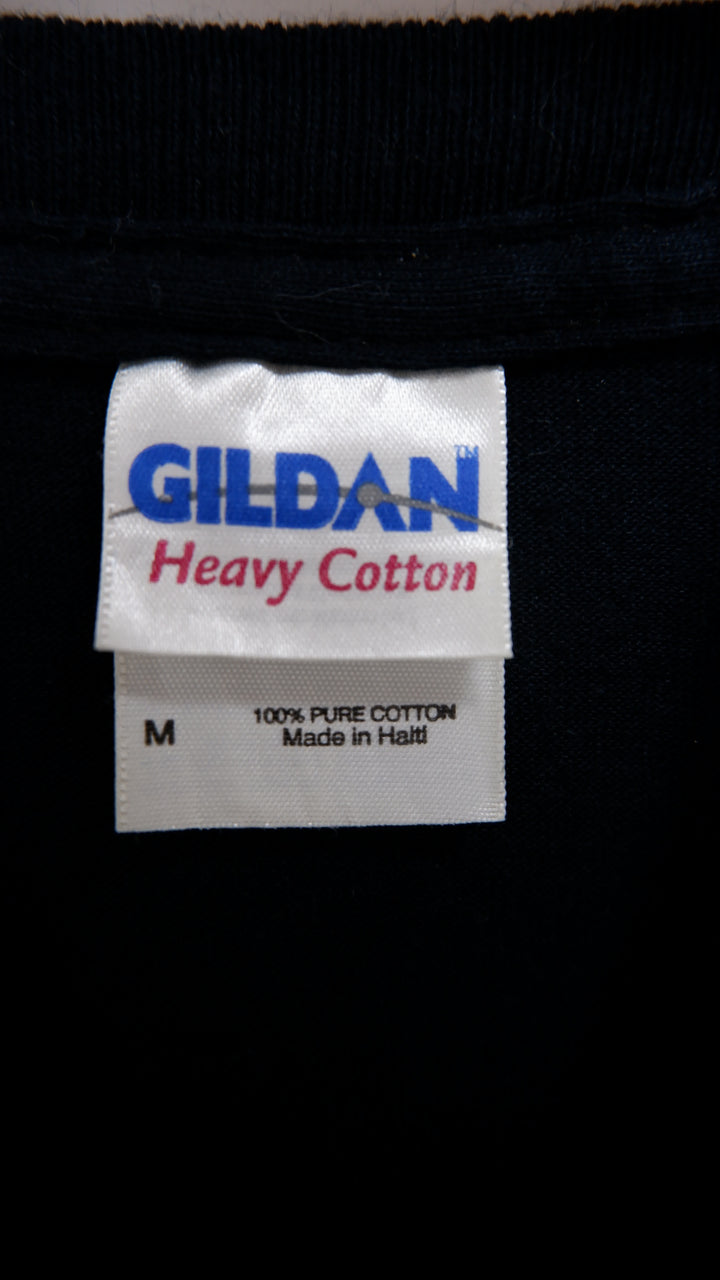 GILDAN™
Heavy Cotton
M
100% PURE COTTON
Made in Haiti